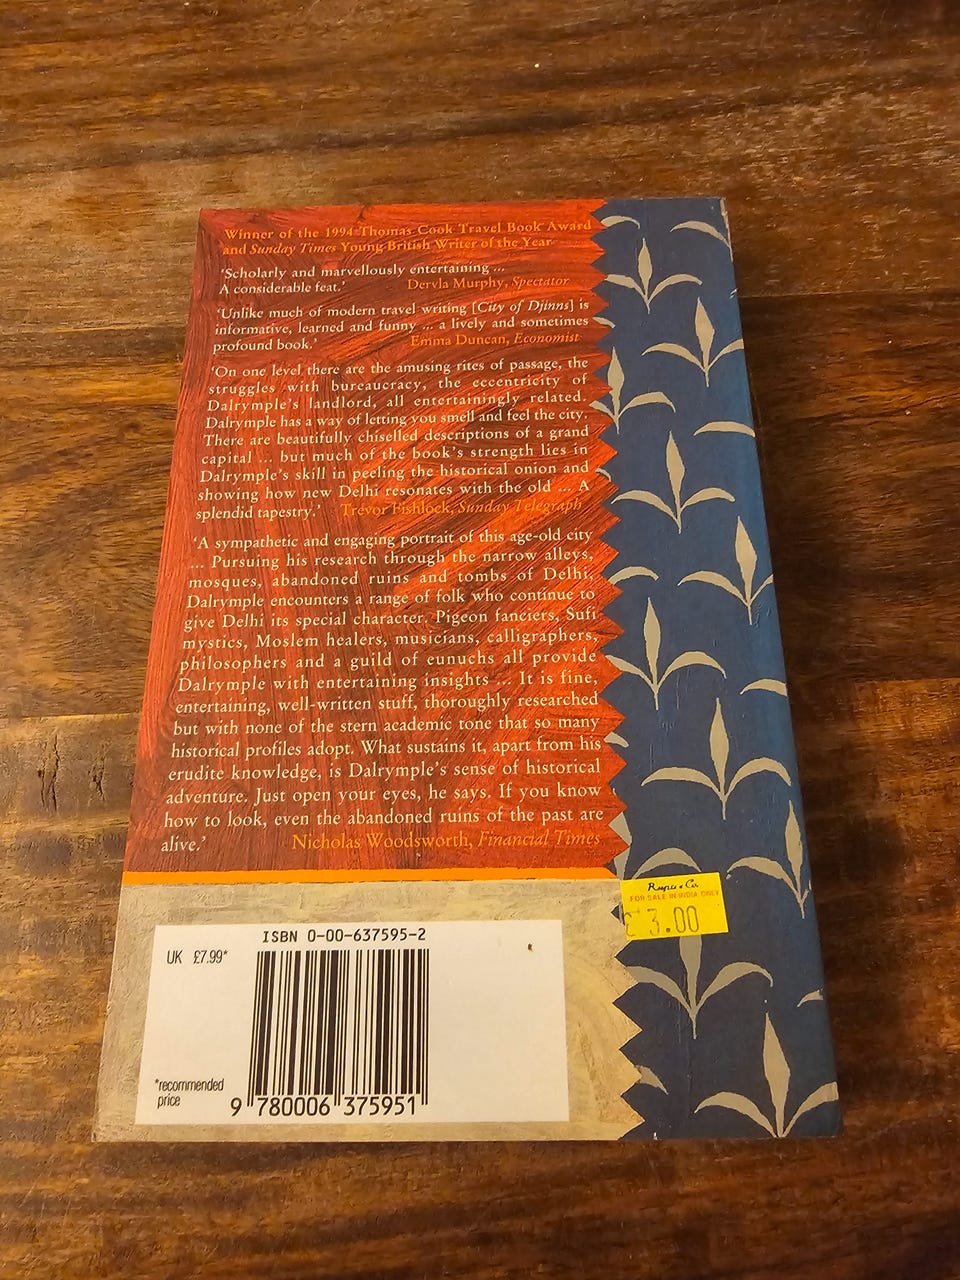 Winner of the 1994 Thomas Cook Travel Book Award
and Sunday Times Young British Writer of the Year
‘Scholarly and marvellously entertaining ...
A considerable feat.’ Dervla Murphy, Spectator
‘Unlike much of modern travel writing [City of Djinns] is
informative, learned and funny ... a lively and sometimes
profound book.’ Emma Duncan, Economist
‘On one level there are the amusing rites of passage, the
struggles with bureaucracy, the eccentricity of
Dalrymple’s landlord, all entertainingly related.
Dalrymple has a way of letting you smell and feel the city.
There are beautifully chiselled descriptions of a grand
capital ... but much of the book’s strength lies in
Dalrymple’s skill in peeling the historical onion and
showing how new Delhi resonates with the old ... A
splendid tapestry.’ Trevor Fishlock, Sunday Telegraph
‘A sympathetic and engaging portrait of this age-old city
... Pursuing his research through the narrow alleys,
mosques, abandoned ruins and tombs of Delhi,
Dalrymple encounters a range of folk who continue to
give Delhi its special character. Pigeon fanciers, Sufi
mystics, Moslem healers, musicians, calligraphers,
philosophers and a guild of eunuchs all provide
Dalrymple with entertaining insights ... It is fine,
entertaining, well-written stuff, thoroughly researched
but with none of the stern academic tone that so many
historical profiles adopt. What sustains it, apart from his
erudite knowledge, is Dalrymple’s sense of historical
adventure. Just open your eyes, he says. If you know
how to look, even the abandoned ruins of the past are
alive.’ Nicholas Woodsworth, Financial Times
Rupa & Co.
FOR SALE IN INDIA ONLY
£ 3.00
ISBN 0-00-637595-2
UK £7.99*
*recommended
price
9 780006 375951